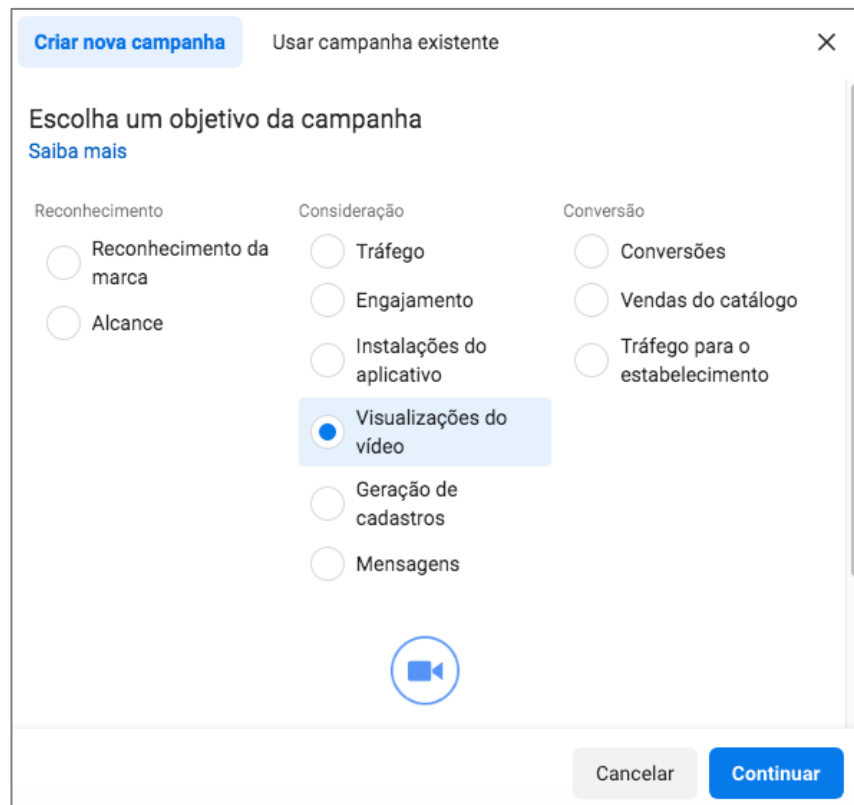 Criar nova campanha
Usar campanha existente
Escolha um objetivo da campanha
Saiba mais
Reconhecimento
Reconhecimento da
marca
Alcance
Consideração
Tráfego
Engajamento
Instalações do
aplicativo
Visualizações do
vídeo
Geração de
cadastros
Mensagens
Conversão
Conversões
Vendas do catálogo
Tráfego para o
estabelecimento
Cancelar
Continuar